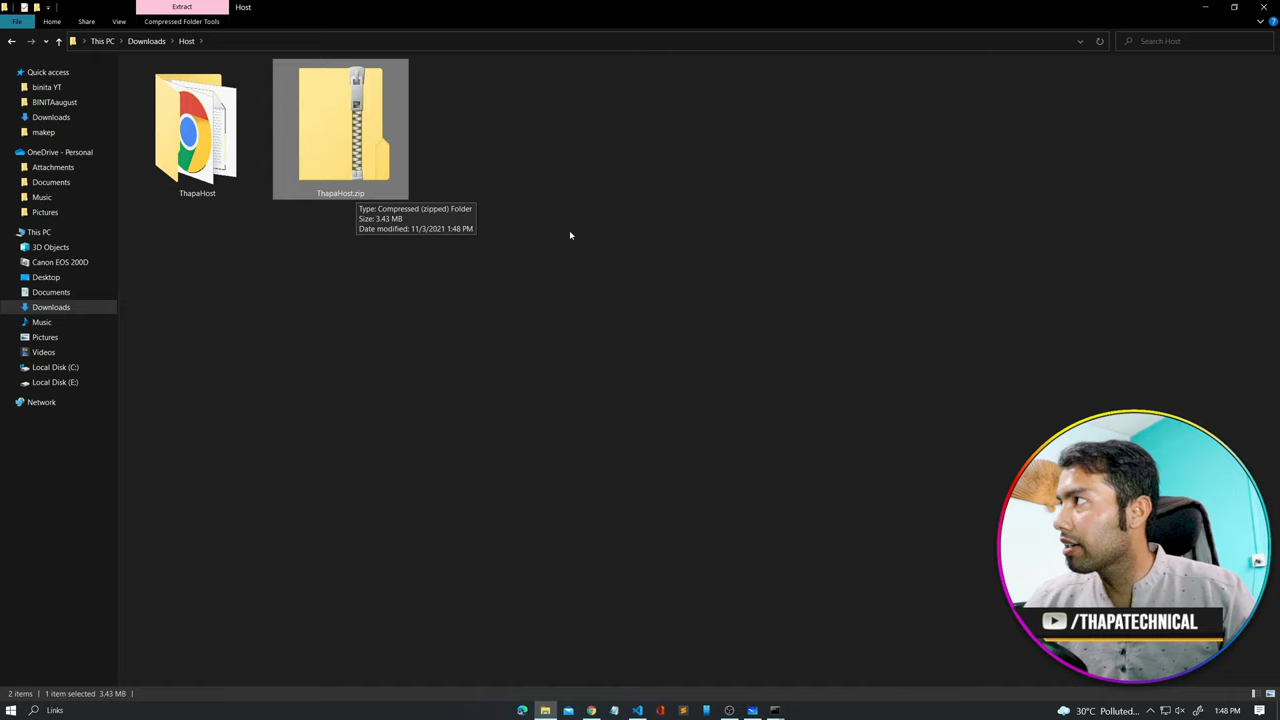 Extract
Host
File
Home
Share
View
Compressed Folder Tools
This PC
Downloads
Host
Search Host
Quick access
binita YT
BINITAaugust
Downloads
makep
OneDrive - Personal
Attachments
Documents
Music
Pictures
This PC
3D Objects
Canon EOS 200D
Desktop
Documents
Downloads
Music
Pictures
Videos
Local Disk (C:)
Local Disk (E:)
Network
ThapaHost
ThapaHost.zip
Type: Compressed (zipped) Folder
Size: 3.43 MB
Date modified: 11/3/2021 1:48 PM
/THAPATECHNICAL
2 items
1 item selected 3.43 MB
Links
30°C Polluted...
1:48 PM